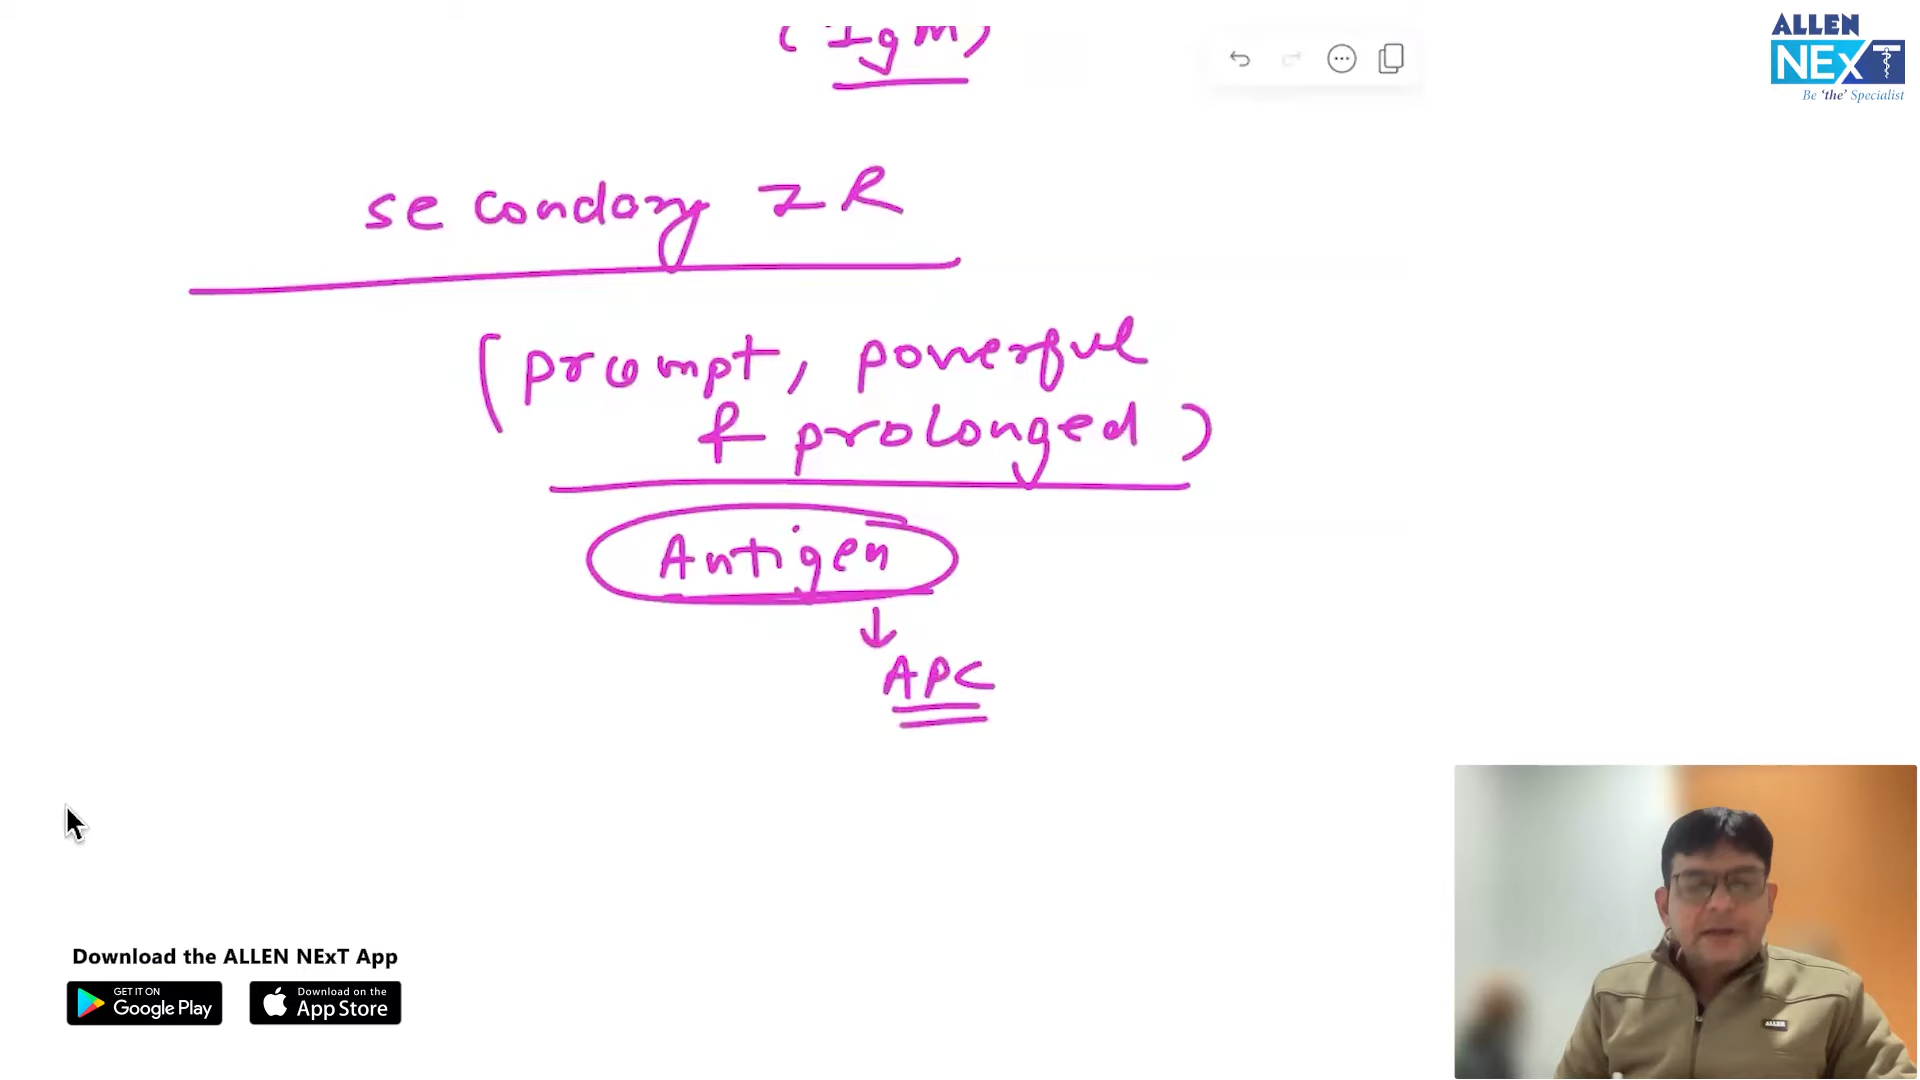 (IgM)
ALLEN
NEXT
Be 'the' Specialist
secondary IR
(prompt, powerful
& prolonged)
Antigen
↓
APC
Download the ALLEN NExT App
GET IT ON
Google Play
Download on the
App Store
ALLEN